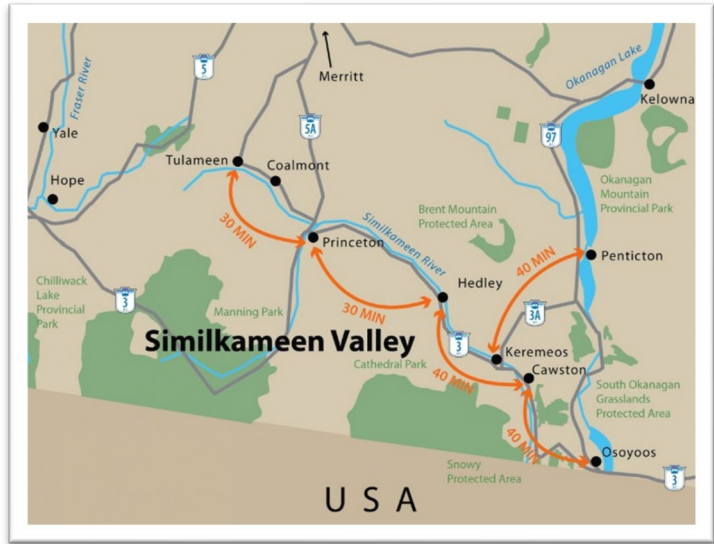 Merritt
Fraser River
5
5A
Okanagan Lake
Kelowna
97
Yale
Tulameen
Coalmont
Hope
Okanagan
Mountain
Provincial Park
Brent Mountain
Protected Area
Similkameen River
30 MIN
Princeton
40 MIN
Penticton
Chilliwack
Lake
Provincial
Park
3
Manning Park
30 MIN
Hedley
3A
Similkameen Valley
3
Keremeos
Cathedral Park
40 MIN
Cawston
South Okanagan
Grasslands
Protected Area
40 MIN
Osoyoos
Snowy
Protected Area
3
USA